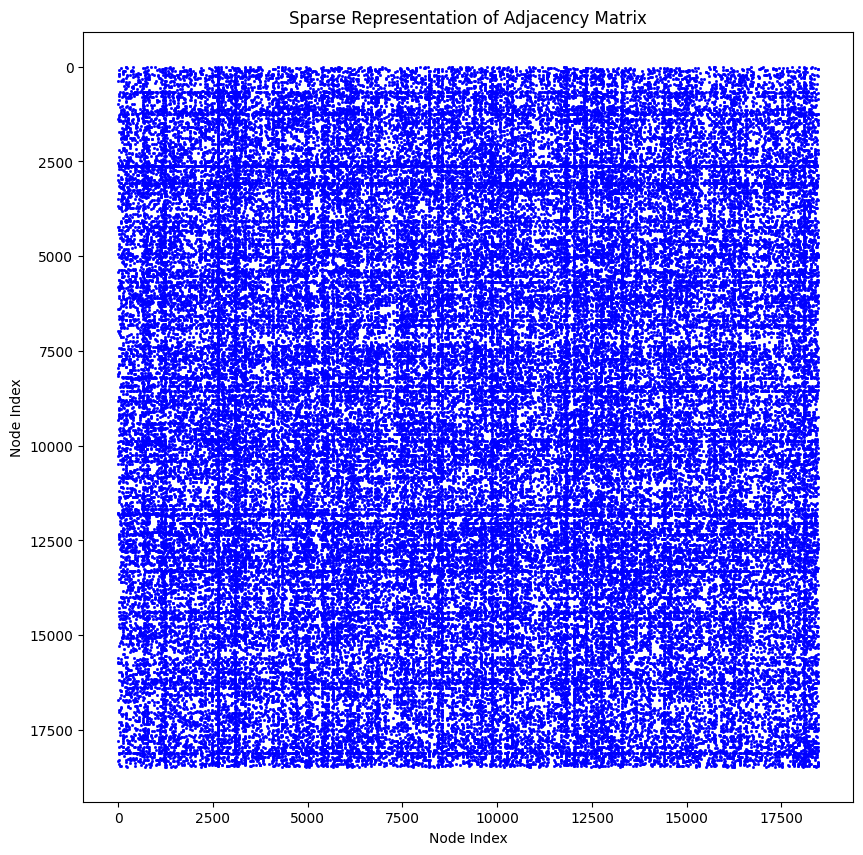 Sparse Representation of Adjacency Matrix
0
2500
5000
7500
10000
12500
15000
17500
Node Index
0 2500 5000 7500 10000 12500 15000 17500
Node Index